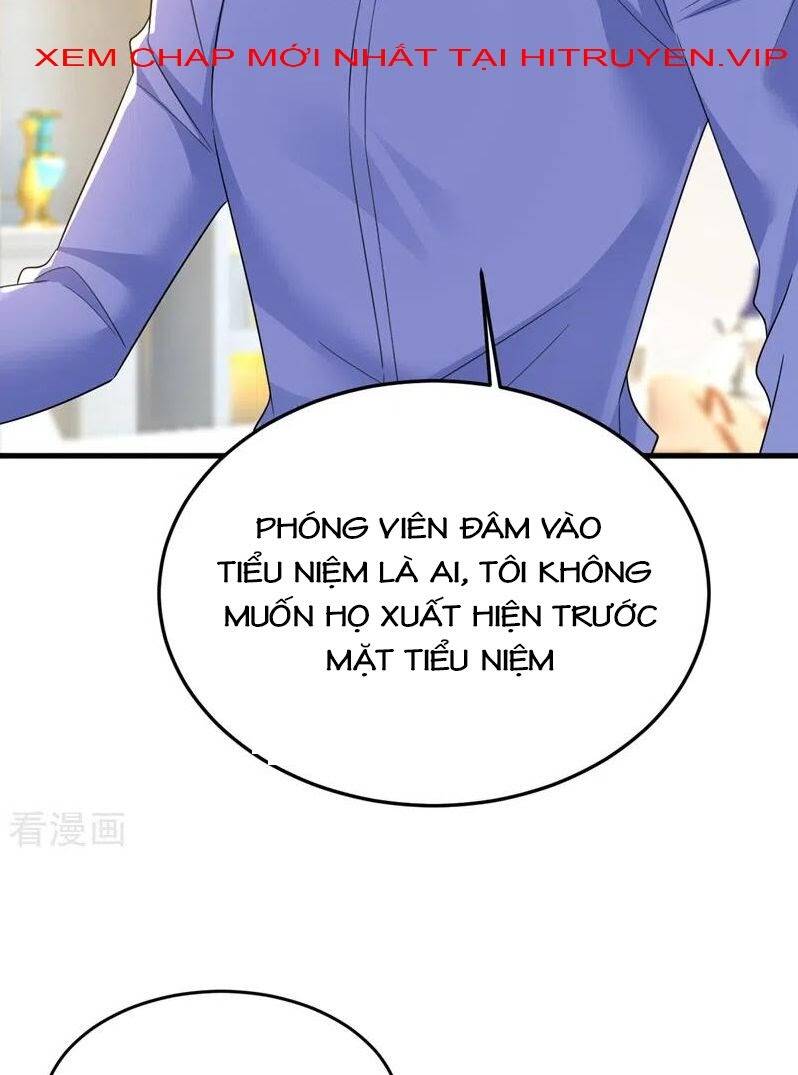 XEM CHAP MỚI NHẤT TẠI HITRUYEN.VIP
PHÓNG VIÊN ĐÂM VÀO
TIỂU NIỆM LÀ AI, TÔI KHÔNG
MUỐN HỌ XUẤT HIỆN TRƯỚC
MẶT TIỂU NIỆM
看漫画